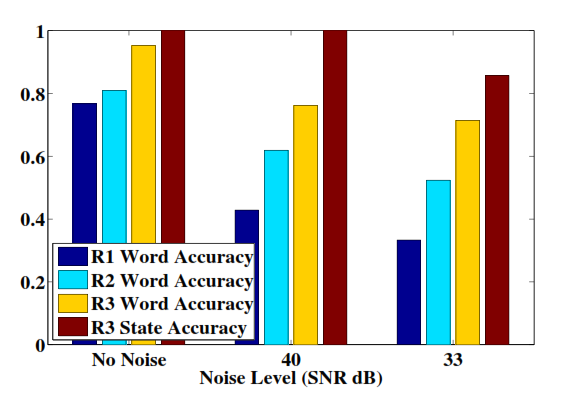 1
0.8
0.6
0.4
0.2
0
R1 Word Accuracy
R2 Word Accuracy
R3 Word Accuracy
R3 State Accuracy
No Noise 40 33
Noise Level (SNR dB)